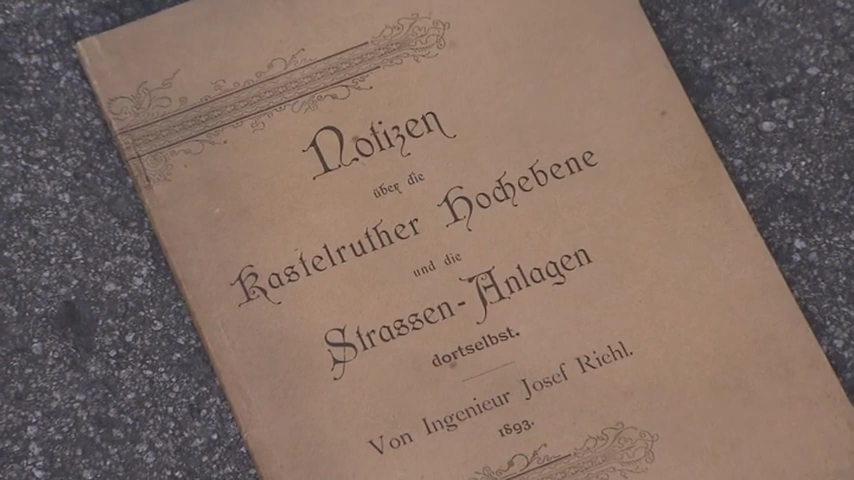 Notizen
über die
Kastelruther Hochebene
und die
Strassen-Anlagen
dortselbst.
Von Ingenieur Josef Riehl.
1893.